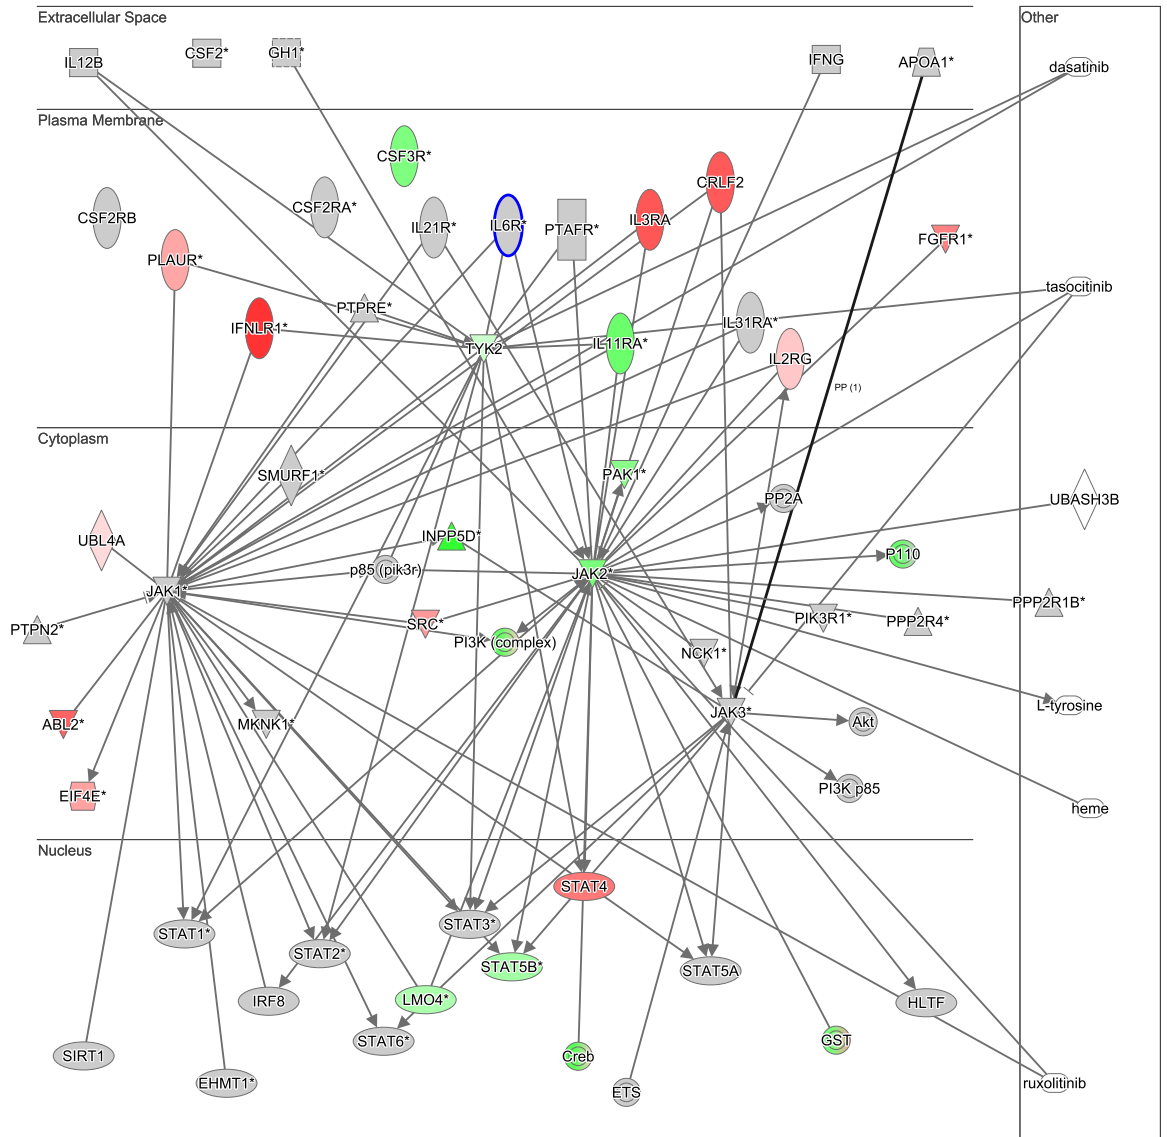 Extracellular Space
Other
IL12B
CSF2*
GH1*
IFNG
APOA1*
dasatinib
Plasma Membrane
CSF3R*
CRLF2
CSF2RB
CSF2RA*
IL21R*
IL6R*
PTAFR*
IL3RA
FGFR1*
PLAUR*
tasocitinib
PTPRE*
IFNLR1*
TYK2
IL11RA*
IL31RA*
IL2RG
PP (1)
Cytoplasm
SMURF1*
PAK1*
PP2A
UBASH3B
UBL4A
INPP5D*
P110
p85 (pik3r)
JAK2*
JAK1*
PTPN2*
SRC*
PI3K (complex)
PIK3R1*
PPP2R4*
PPP2R1B*
NCK1*
L-tyrosine
ABL2*
MKNK1*
JAK3*
Akt
EIF4E*
PI3K p85
heme
Nucleus
STAT4
STAT1*
STAT3*
STAT2*
STAT5B*
STAT5A
IRF8
LMO4*
HLTF
STAT6*
GST
SIRT1
Creb
EHMT1*
ETS
ruxolitinib